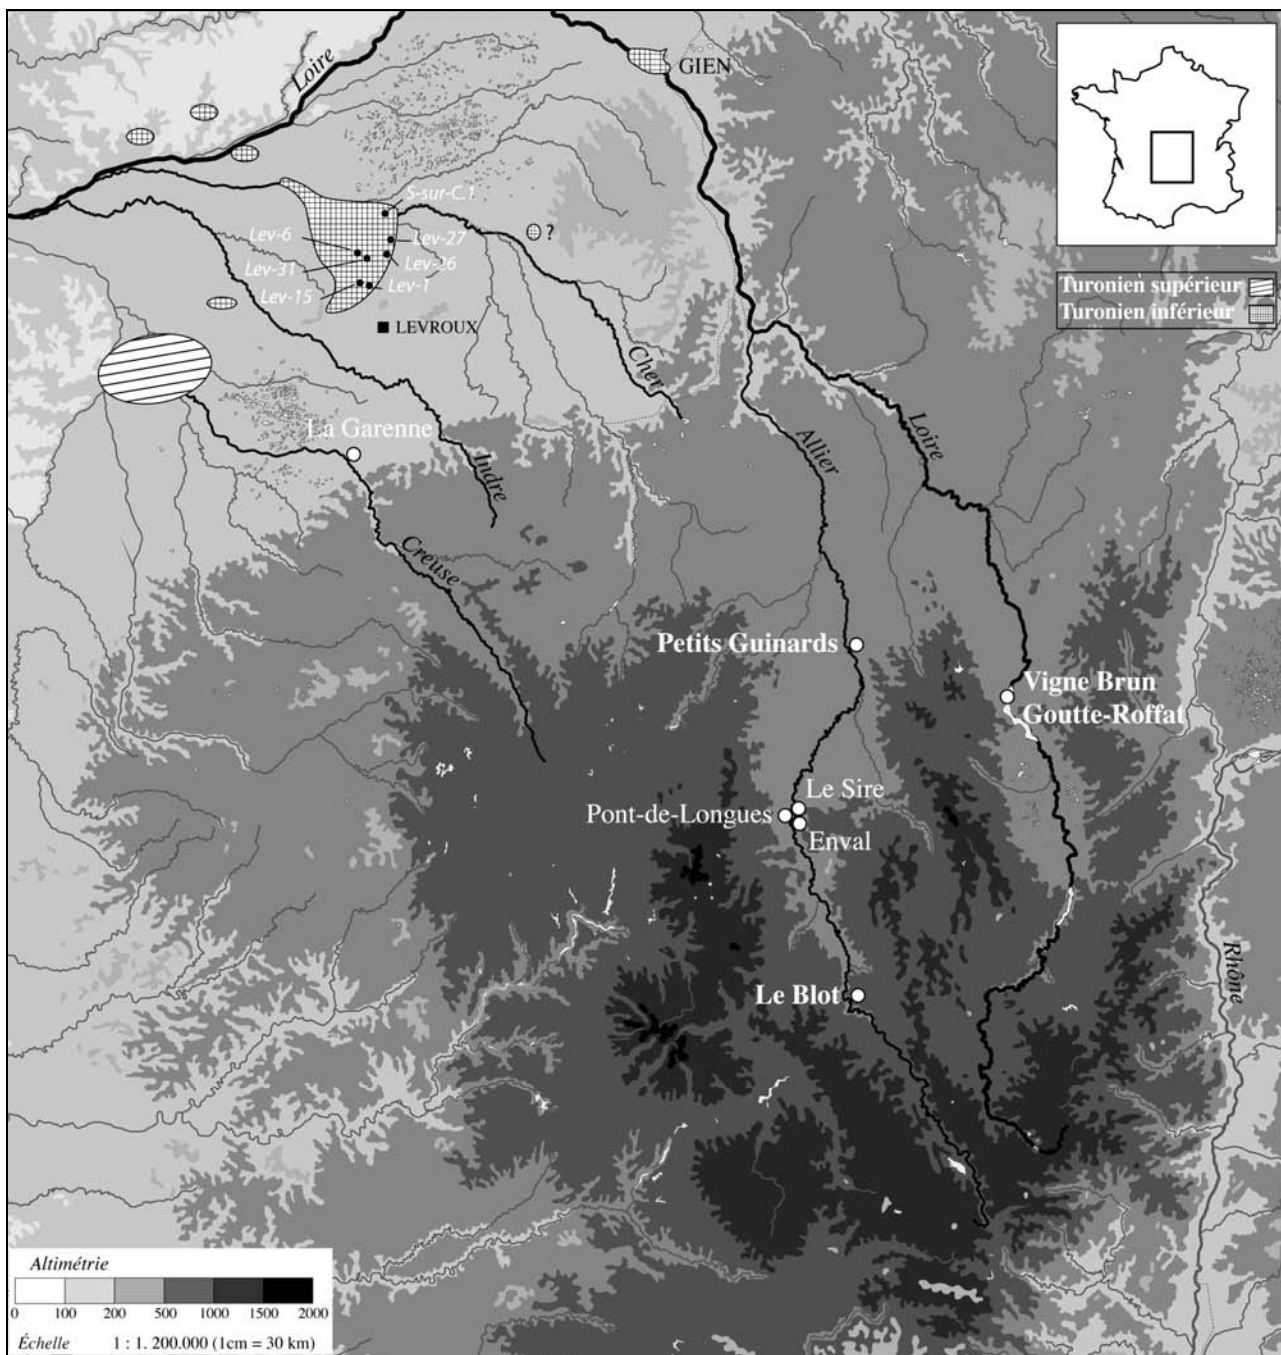 Loire
GIEN
S-sur-C.1
?
Lev-6
Lev-27
Lev-31
Lev-26
Lev-15
Lev-1
LEVROUX
Turonien supérieur
Turonien inférieur
Cher
La Garenne
Indre
Allier
Loire
Creuse
Petits Guinards
Vigne Brun
Goutte-Roffat
Le Sire
Pont-de-Longues
Enval
Rhône
Le Blot
Altimétrie
0 100 200 500 1000 1500 2000
Échelle 1 : 1. 200.000 (1cm = 30 km)